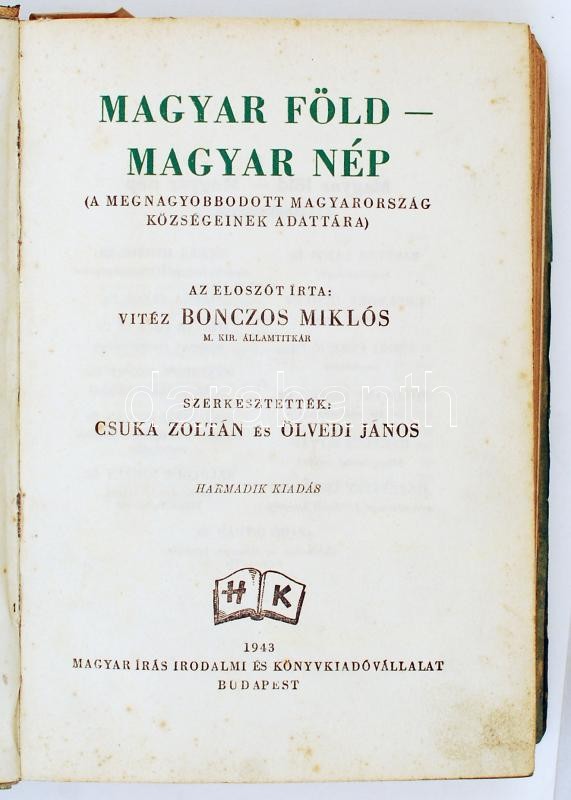 MAGYAR FÖLD —
MAGYAR NÉP
(A MEGNAGYOBBODOTT MAGYARORSZÁG
KÖZSÉGEINEK ADATTÁRA)
AZ ELOSZÓT ÍRTA:
VITÉZ BONCZOS MIKLÓS
M. KIR. ÁLLAMTITKÁR
darabanth
SZERKESZTETTÉK:
CSUKA ZOLTÁN ÉS ÖLVEDI JÁNOS
HARMADIK KIADÁS
H K
1943
MAGYAR ÍRÁS IRODALMI ÉS KÖNYVKIADÓVÁLLALAT
BUDAPEST